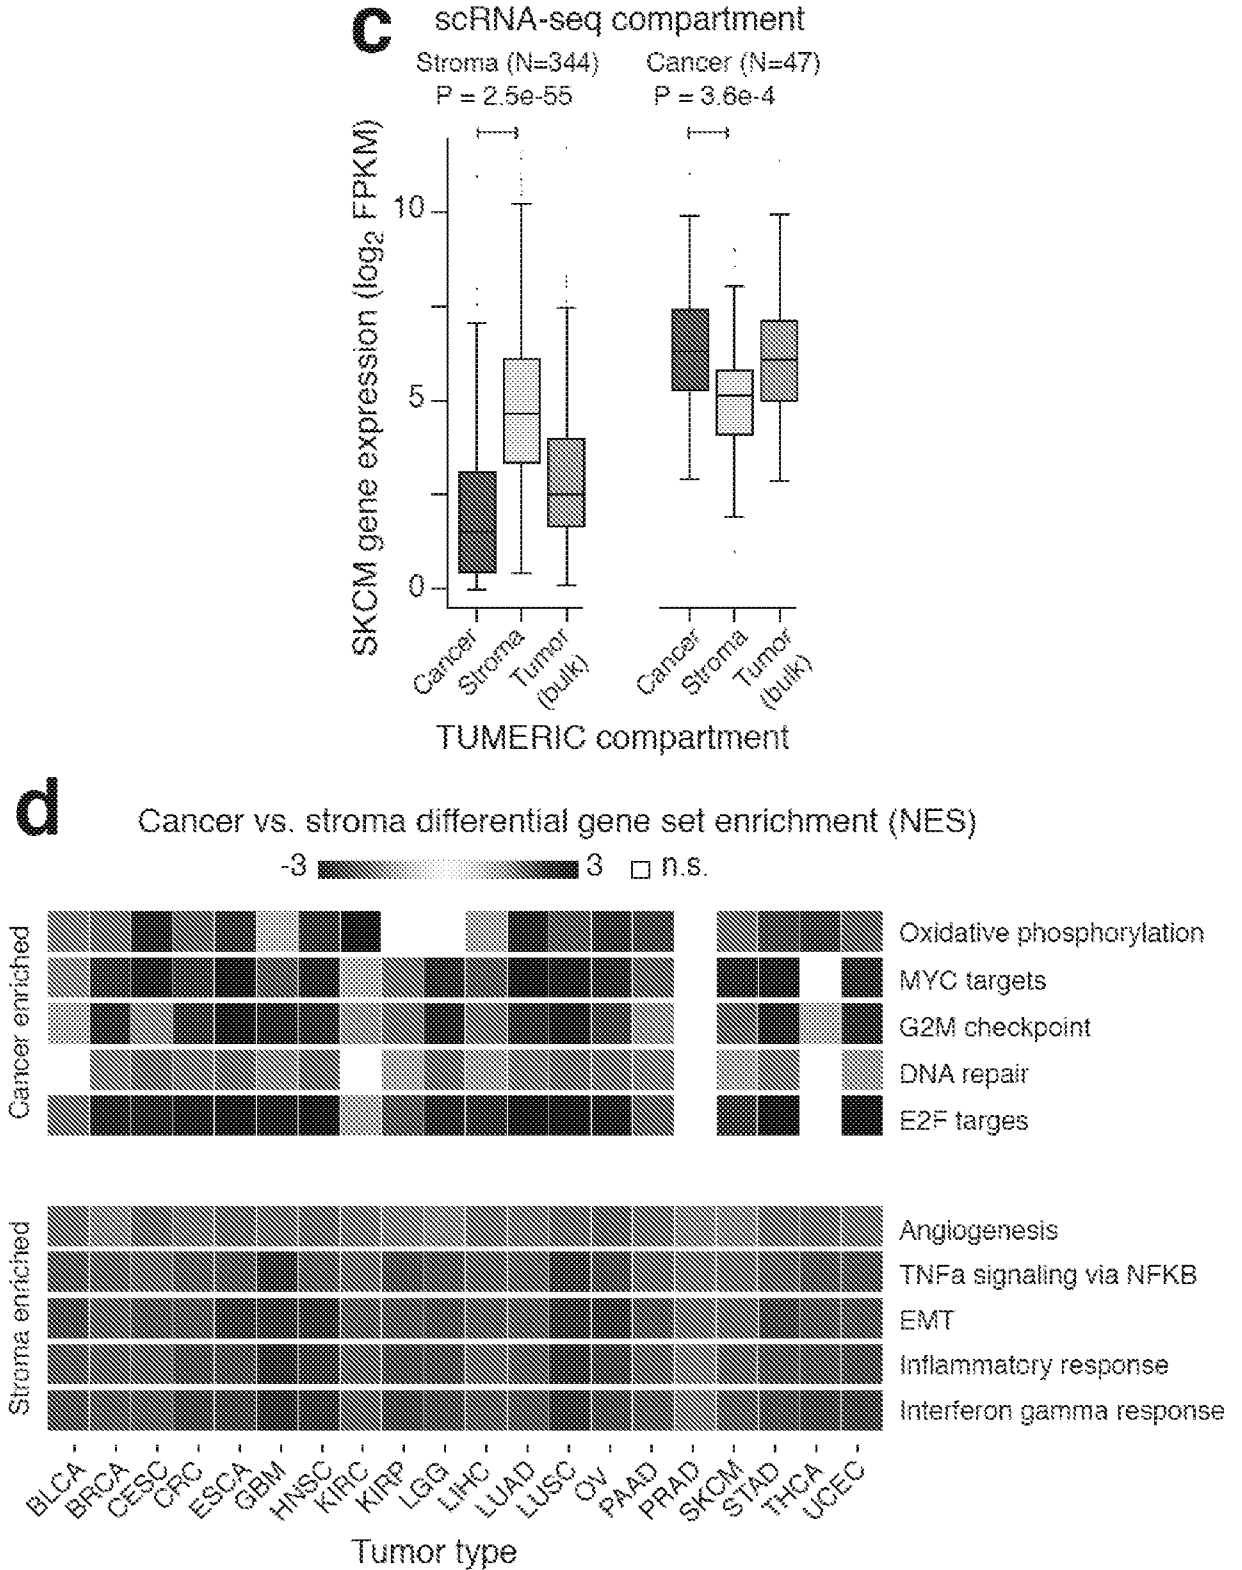 c scRNA-seq compartment
Stroma (N=344) Cancer (N=47)
P = 2.5e-55 P = 3.6e-4
SKCM gene expression (log2 FPKM)
10
5
0
Cancer Stroma Tumor (bulk) Cancer Stroma Tumor (bulk)
TUMERIC compartment
d
Cancer vs. stroma differential gene set enrichment (NES)
-3 3 n.s.
Cancer enriched
Oxidative phosphorylation
MYC targets
G2M checkpoint
DNA repair
E2F targes
Stroma enriched
Angiogenesis
TNFa signaling via NFKB
EMT
Inflammatory response
Interferon gamma response
BLCA BRCA CESC CRC ESCA GBM HNSC KIRC KIRP LGG LIHC LUAD LUSC OV PAAD PRAD SKCM STAD THCA UCEC
Tumor type